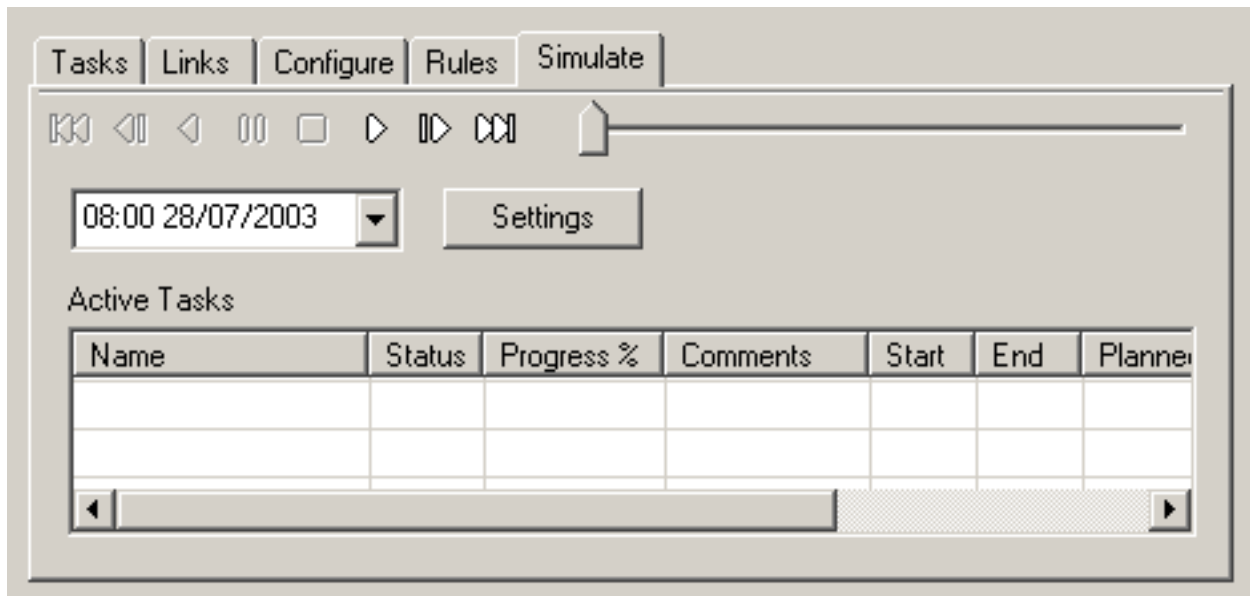 Tasks Links Configure Rules Simulate
08:00 28/07/2003 Settings
Active Tasks
Name Status Progress % Comments Start End